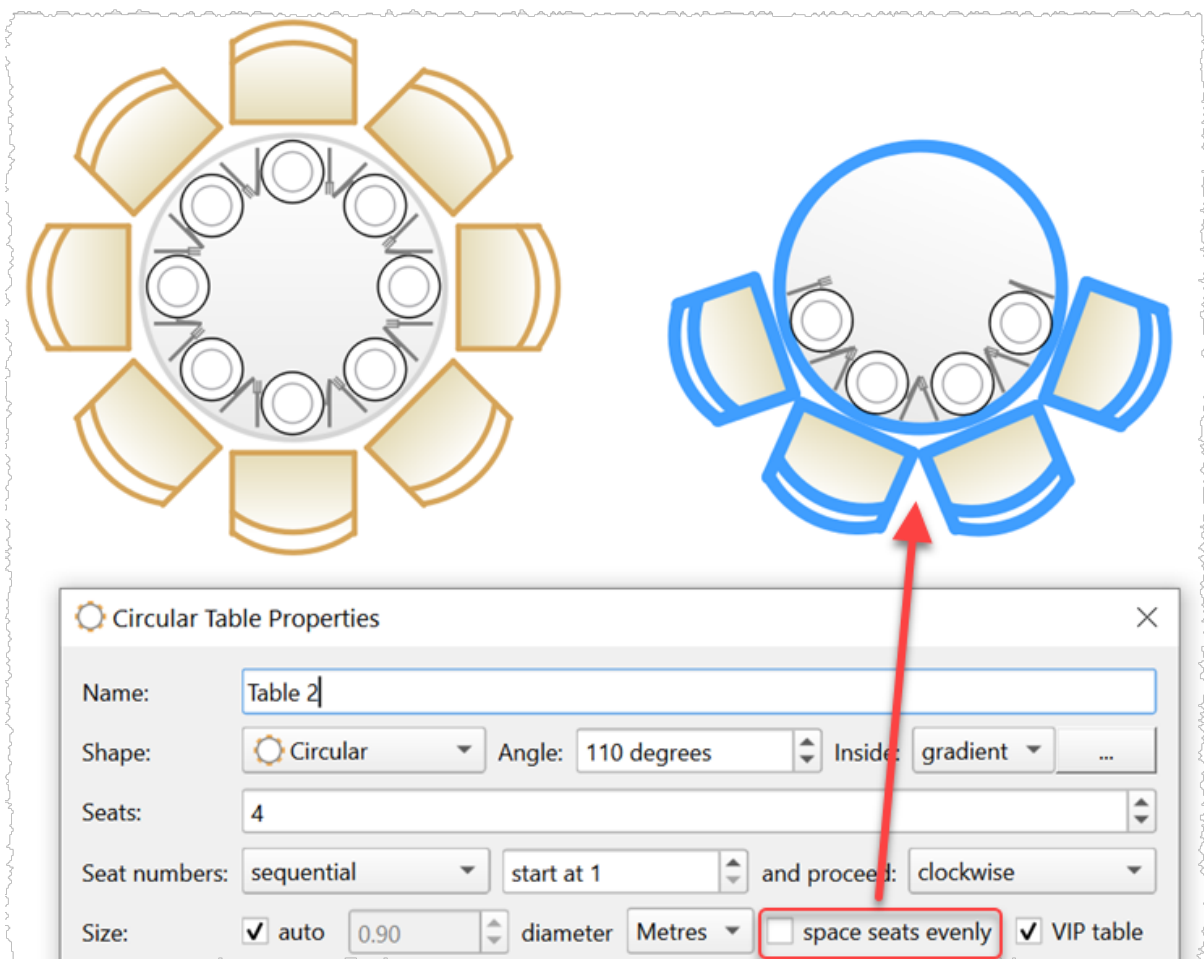 Circular Table Properties
Name: Table 2
Shape: Circular Angle: 110 degrees Inside: gradient ...
Seats: 4
Seat numbers: sequential start at 1 and proceed: clockwise
Size: auto 0.90 diameter Metres space seats evenly VIP table